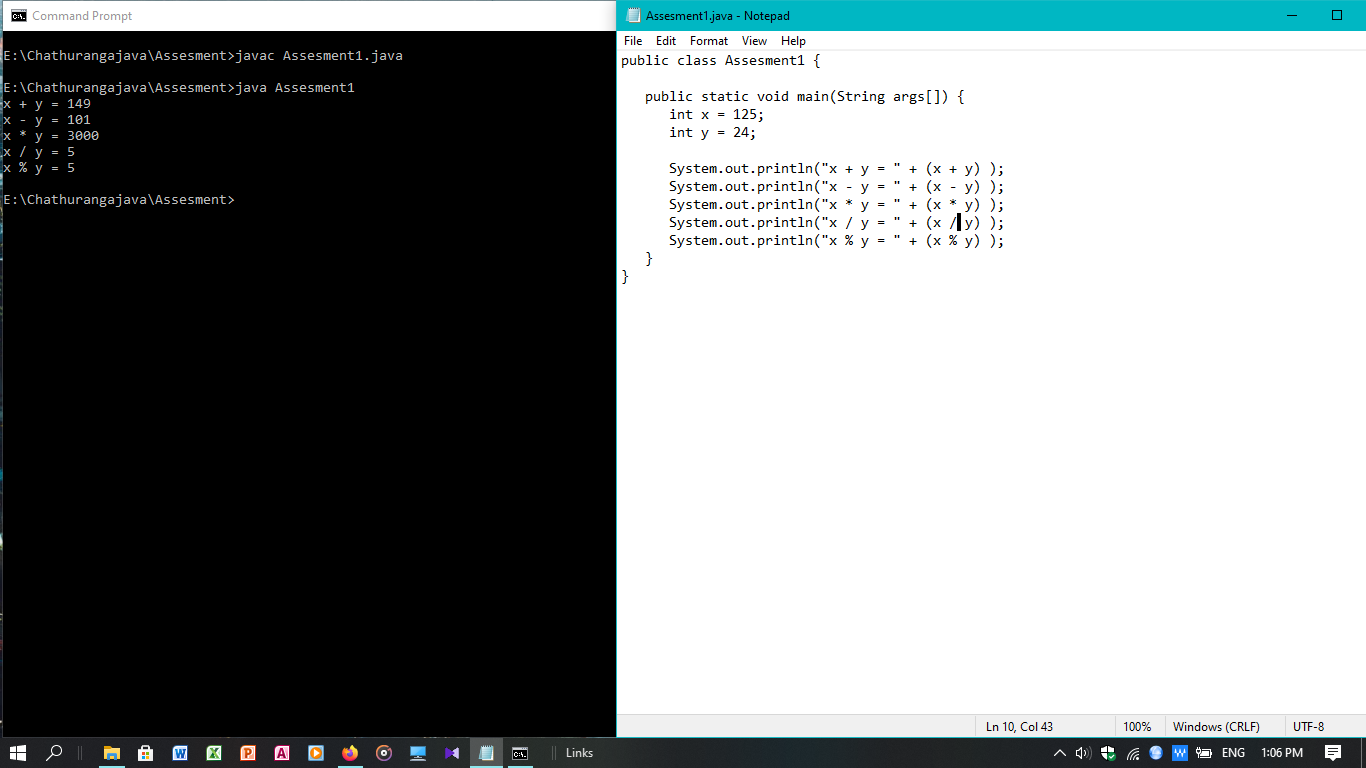 Command Prompt
E:\Chathurangajava\Assesment>javac Assesment1.java
E:\Chathurangajava\Assesment>java Assesment1
x + y = 149
x - y = 101
x * y = 3000
x / y = 5
x % y = 5
E:\Chathurangajava\Assesment>
Assesment1.java - Notepad
File Edit Format View Help
public class Assesment1 {
public static void main(String args[]) {
int x = 125;
int y = 24;
System.out.println("x + y = " + (x + y) );
System.out.println("x - y = " + (x - y) );
System.out.println("x * y = " + (x * y) );
System.out.println("x / y = " + (x / y) );
System.out.println("x % y = " + (x % y) );
}
}
Ln 10, Col 43 100% Windows (CRLF) UTF-8
Links ENG 1:06 PM